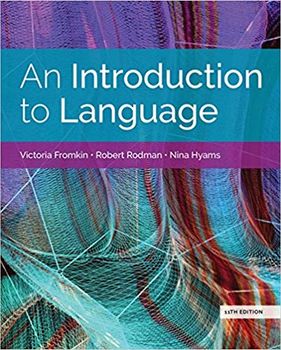 An Introduction
to Language
Victoria Fromkin • Robert Rodman • Nina Hyams
11TH EDITION